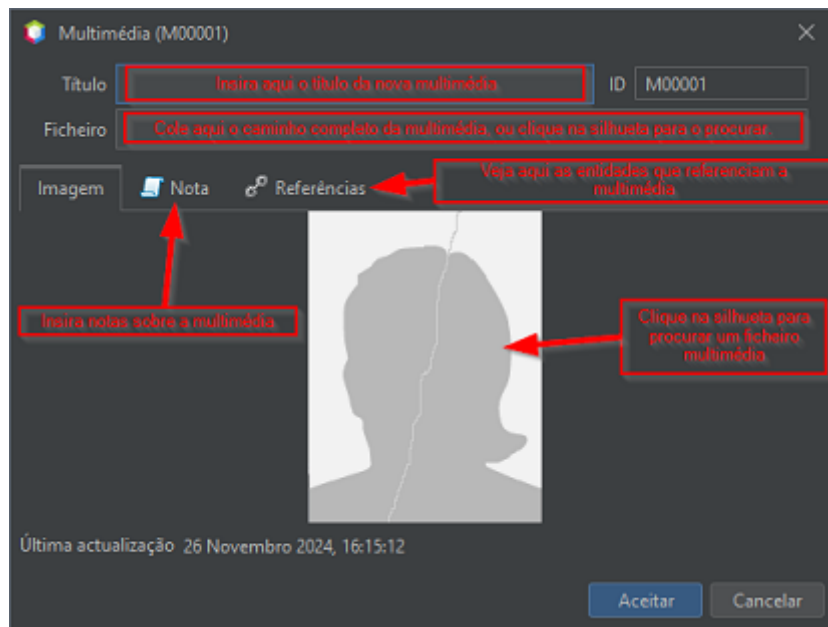 Multimédia (M00001)
Título
Insira aqui o título da nova multimédia.
ID
M00001
Ficheiro
Cole aqui o caminho completo da multimédia, ou clique na silhueta para o procurar.
Imagem
Nota
Referências
Veja aqui as entidades que referenciam a
multimédia.
Insira notas sobre a multimédia.
Clique na silhueta para
procurar um ficheiro
multimédia.
Última actualização 26 Novembro 2024, 16:15:12
Aceitar
Cancelar